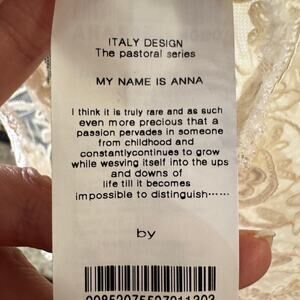 ITALY DESIGN
The pastoral series
MY NAME IS ANNA
I think it is truly rare and as such
even more precious that a
passion pervades in someone
from childhood and
constantlycontinues to grow
while wesving itself into the ups
and downs of
life till it becomes
impossible to distinguish······
by